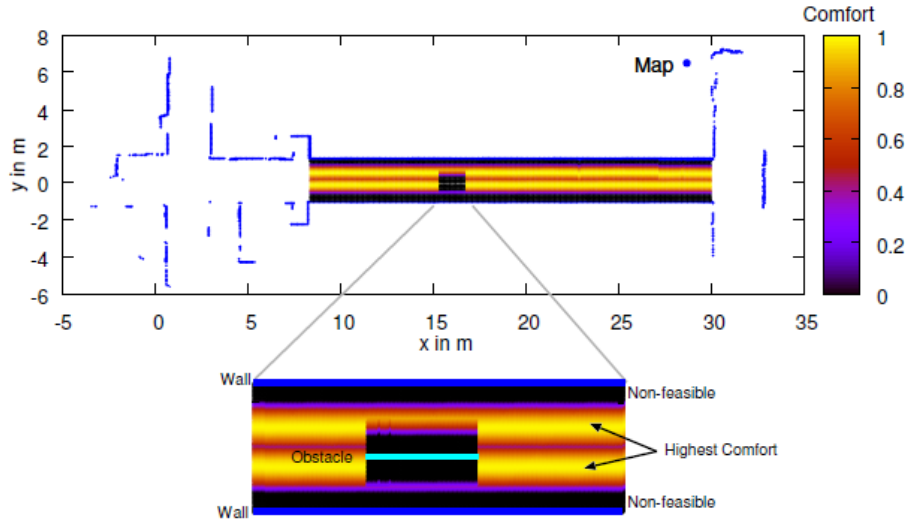 Comfort
8
6
4
2
0
-2
-4
-6
y in m
Map
1
0.8
0.6
0.4
0.2
0
-5 0 5 10 15 20 25 30 35
x in m
Wall
Non-feasible
Obstacle
Highest Comfort
Non-feasible
Wall